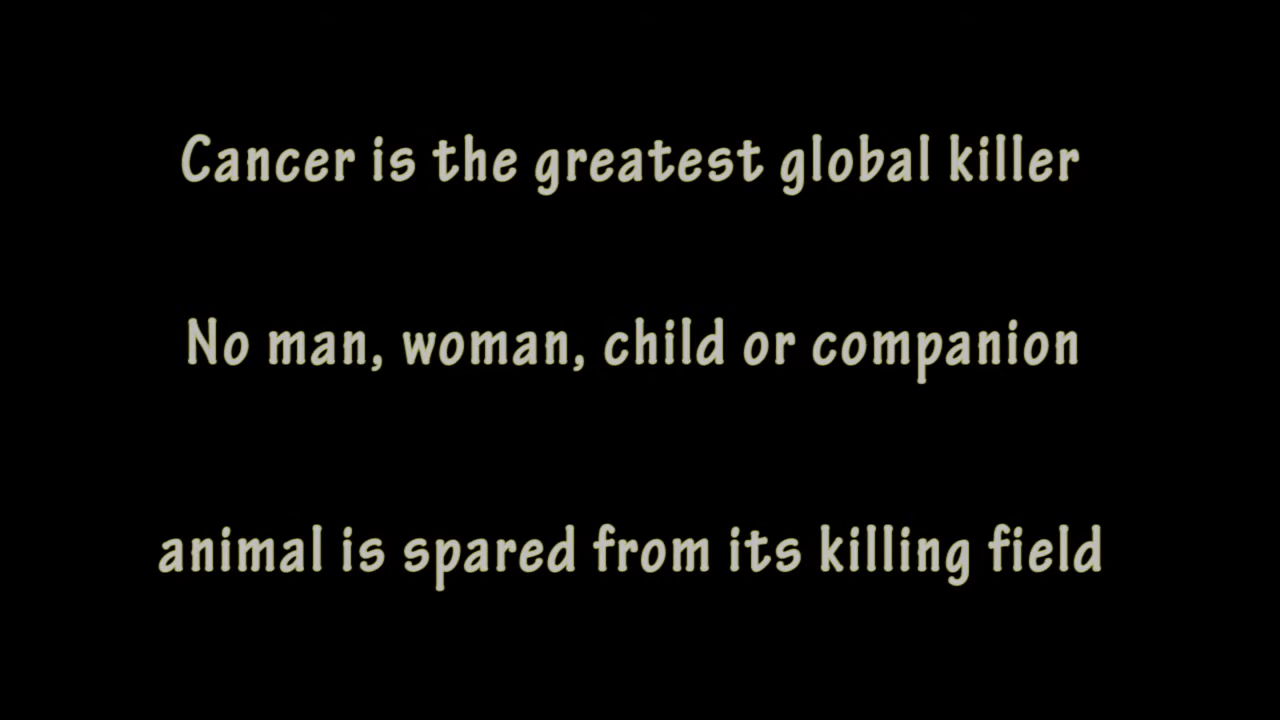 Cancer is the greatest global killer
No man, woman, child or companion
animal is spared from its killing field